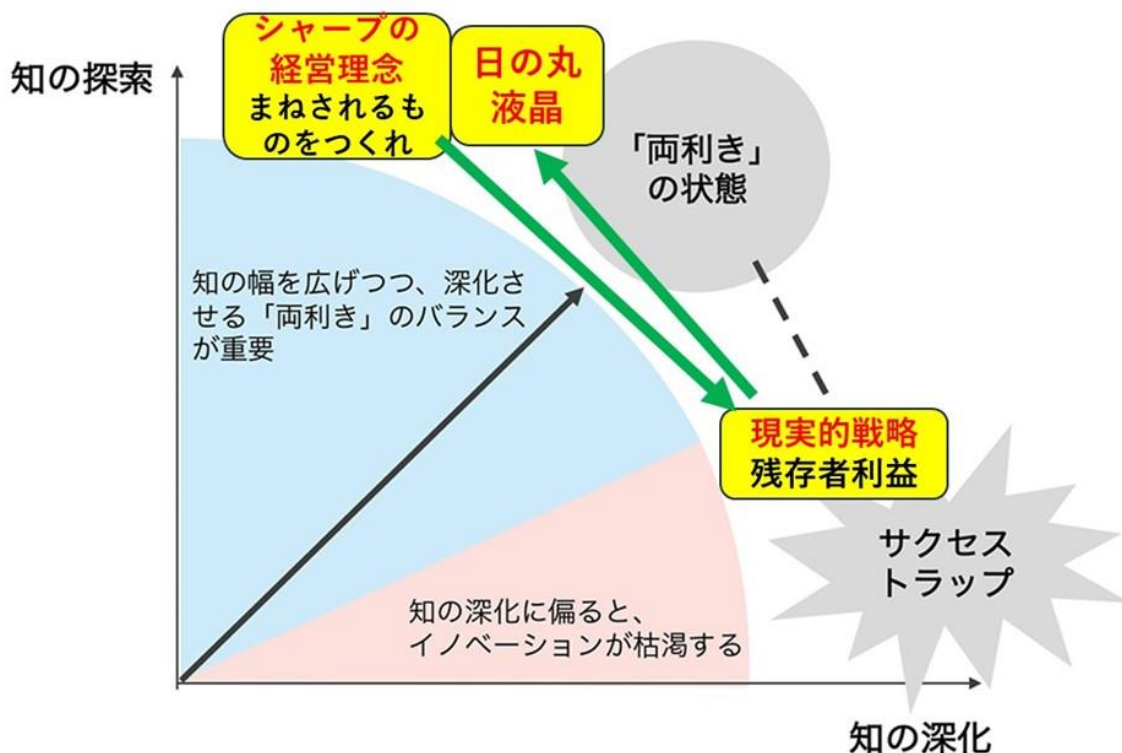 シャープの
経営理念
まねされるも
のをつくれ
日の丸
液晶
知の探索
「両利き」
の状態
知の幅を広げつつ、深化さ
せる「両利き」のバランス
が重要
現実的戦略
残存者利益
サクセス
トラップ
知の深化に偏ると、
イノベーションが枯渇する
知の深化